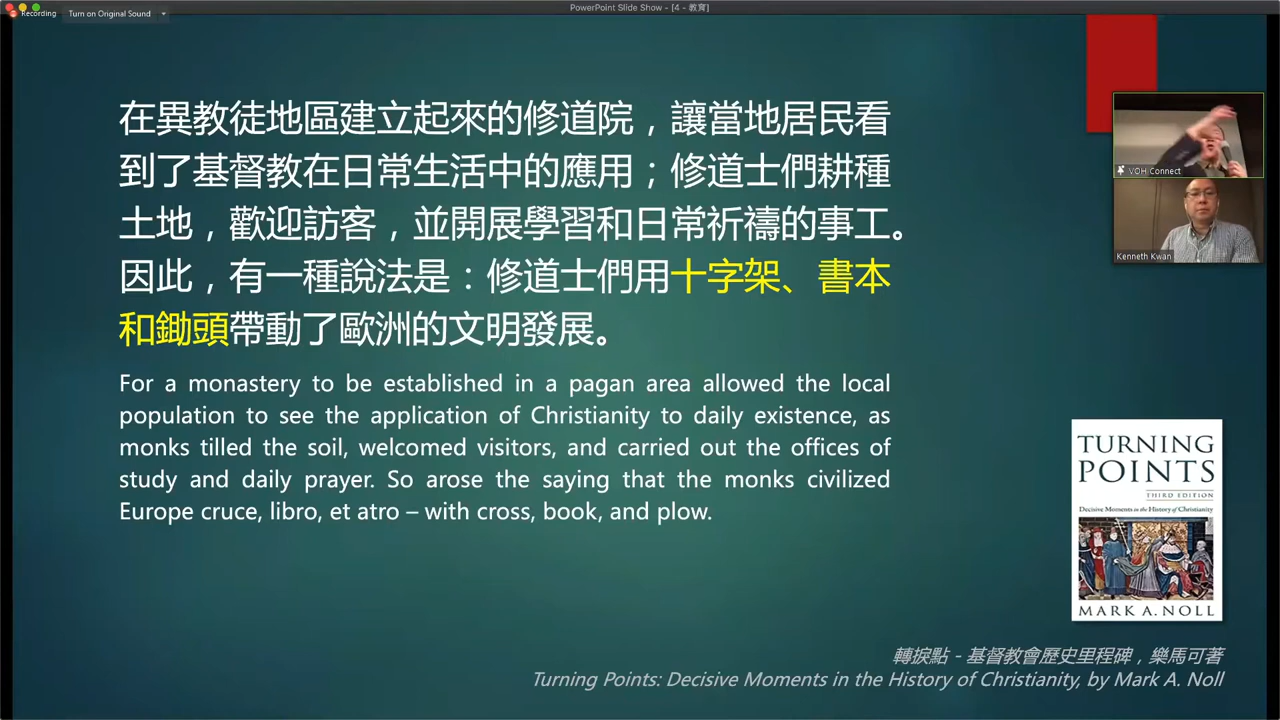 Recording
Turn on Original Sound
PowerPoint Slide Show - [4 - 教育]
在異教徒地區建立起來的修道院，讓當地居民看
到了基督教在日常生活中的應用；修道士們耕種
土地，歡迎訪客，並開展學習和日常祈禱的事工。
因此，有一種說法是：修道士們用十字架、書本
和鋤頭帶動了歐洲的文明發展。
For a monastery to be established in a pagan area allowed the local
population to see the application of Christianity to daily existence, as
monks tilled the soil, welcomed visitors, and carried out the offices of
study and daily prayer. So arose the saying that the monks civilized
Europe cruce, libro, et atro – with cross, book, and plow.
VOH Connect
Kenneth Kwan
TURNING
POINTS
THIRD EDITION
Decisive Moments in the History of Christianity
MARK A. NOLL
轉捩點 - 基督教會歷史里程碑，樂馬可著
Turning Points: Decisive Moments in the History of Christianity, by Mark A. Noll